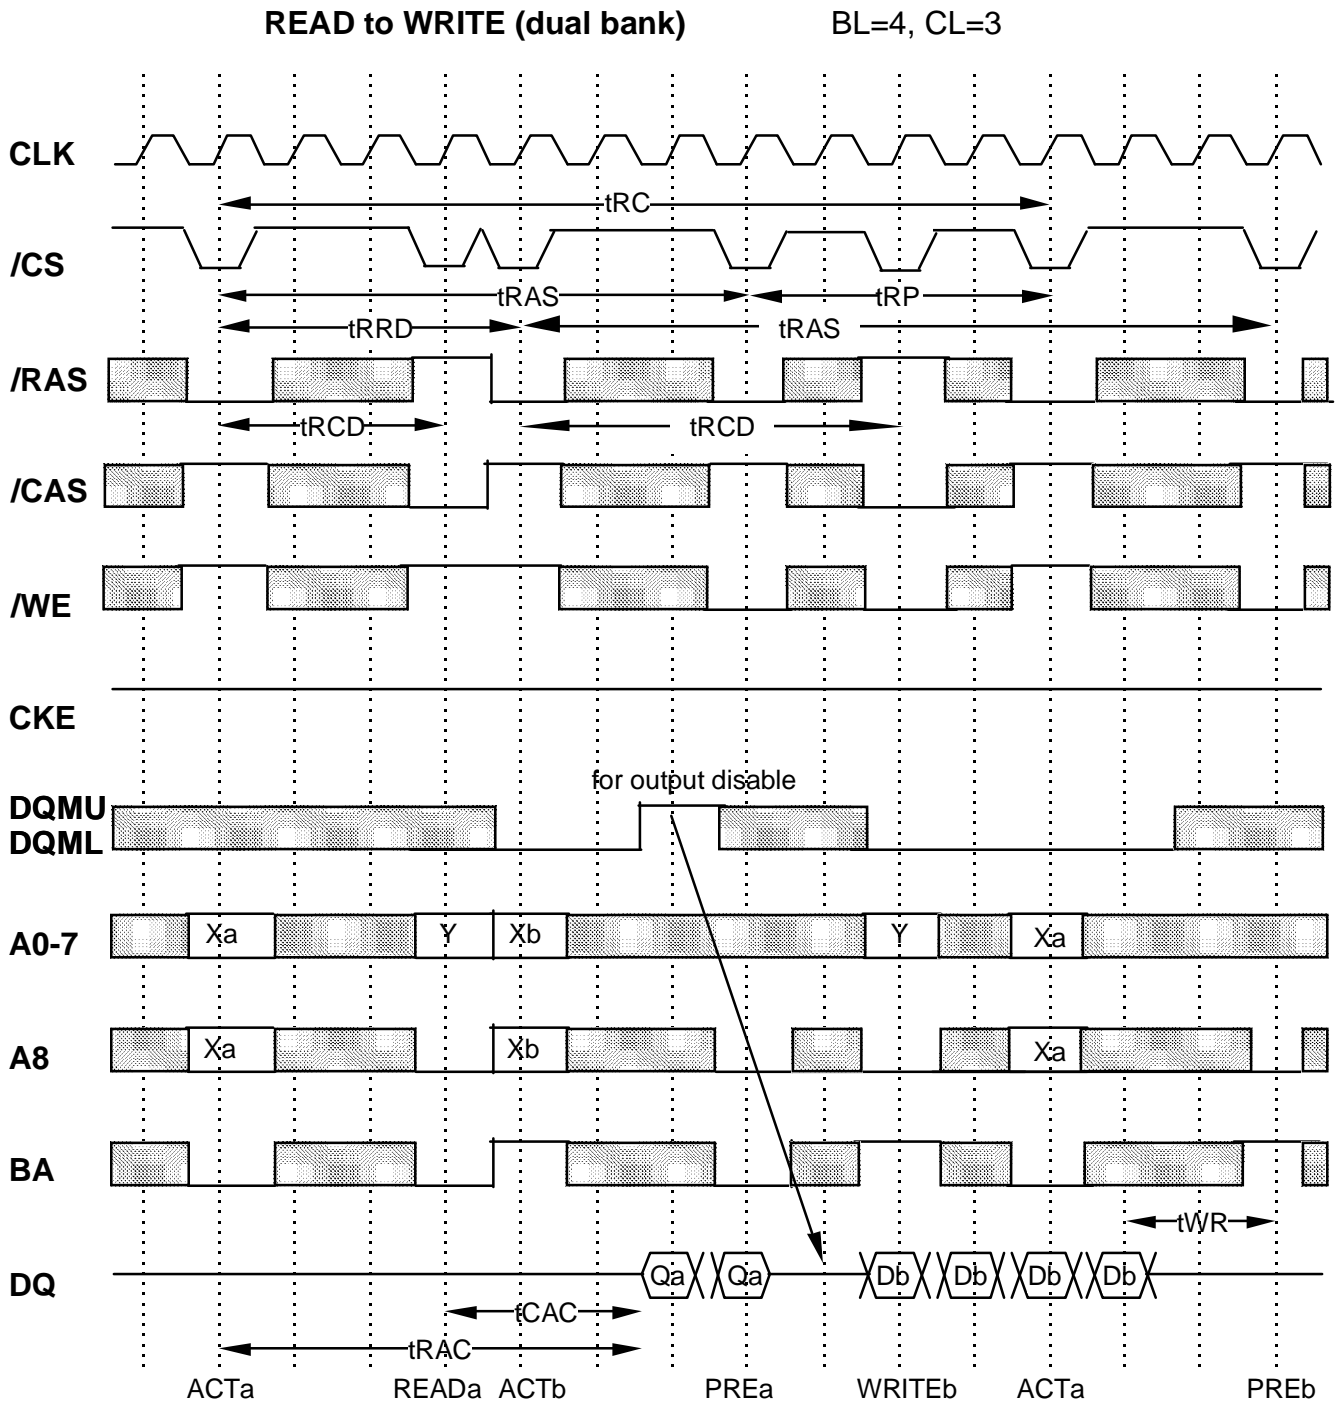 READ to WRITE (dual bank) BL=4, CL=3
CLK
tRC
/CS
tRAS tRP
tRRD tRAS
/RAS
tRCD tRCD
/CAS
/WE
CKE
for output disable
DQMU
DQML
A0-7 Xa Y Xb Y Xa
A8 Xa Xb Xa
BA
tWR
DQ Qa Qa Db Db Db Db
tCAC
tRAC
ACTa READa ACTb PREa WRITEb ACTa PREb